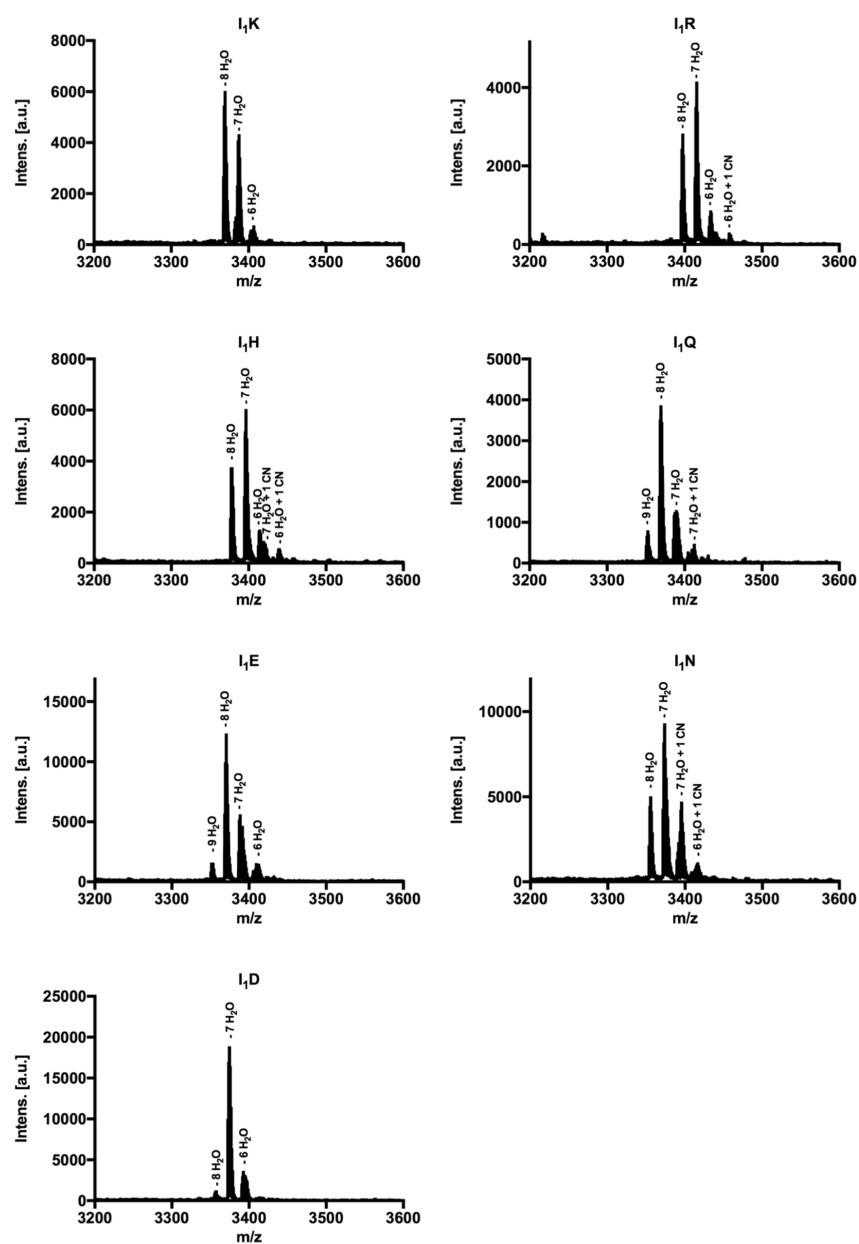 I₁K
8000
6000
4000
2000
0
Intens. [a.u.]
- 8 H₂O
- 7 H₂O
- 6 H₂O
3200 3300 3400 3500 3600
m/z
I₁R
4000
2000
0
Intens. [a.u.]
- 8 H₂O
- 7 H₂O
- 6 H₂O
- 6 H₂O + 1 CN
3200 3300 3400 3500 3600
m/z
I₁H
8000
6000
4000
2000
0
Intens. [a.u.]
- 8 H₂O
- 7 H₂O
- 6 H₂O
- 7 H₂O + 1 CN
- 6 H₂O + 1 CN
3200 3300 3400 3500 3600
m/z
I₁Q
5000
4000
3000
2000
1000
0
Intens. [a.u.]
- 9 H₂O
- 8 H₂O
- 7 H₂O
- 7 H₂O + 1 CN
3200 3300 3400 3500 3600
m/z
I₁E
15000
10000
5000
0
Intens. [a.u.]
- 9 H₂O
- 8 H₂O
- 7 H₂O
- 6 H₂O
3200 3300 3400 3500 3600
m/z
I₁N
10000
5000
0
Intens. [a.u.]
- 8 H₂O
- 7 H₂O
- 7 H₂O + 1 CN
- 6 H₂O + 1 CN
3200 3300 3400 3500 3600
m/z
I₁D
25000
20000
15000
10000
5000
0
Intens. [a.u.]
- 8 H₂O
- 7 H₂O
- 6 H₂O
3200 3300 3400 3500 3600
m/z